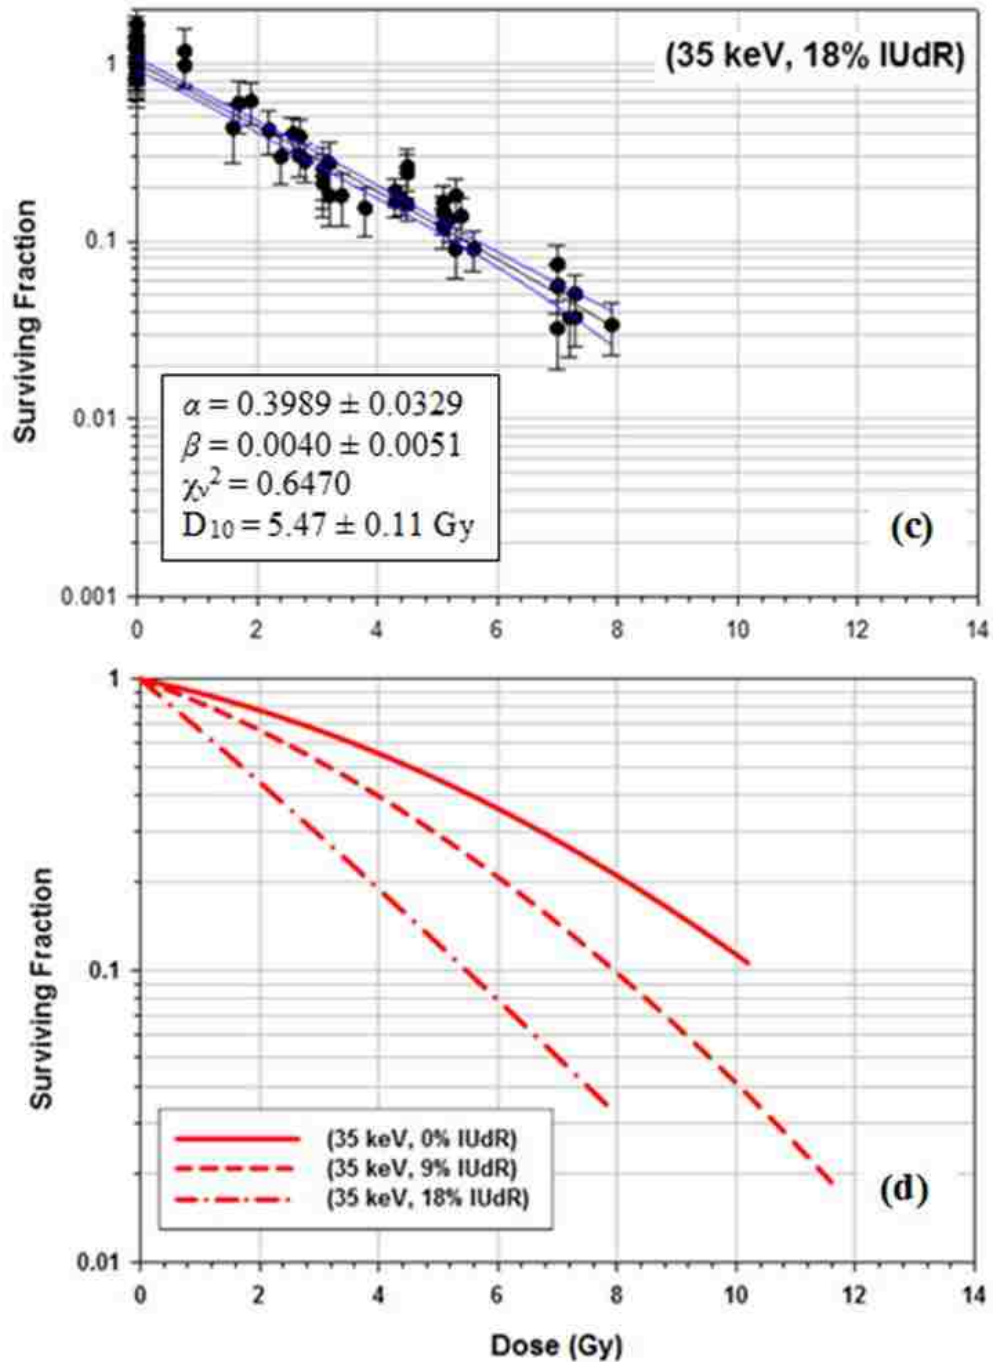 (35 keV, 18% IUdR)
1
0.1
0.01
0.001
Surviving Fraction
α = 0.3989 ± 0.0329
β = 0.0040 ± 0.0051
χᵥ² = 0.6470
D₁₀ = 5.47 ± 0.11 Gy
(c)
0 2 4 6 8 10 12 14
1
0.1
0.01
Surviving Fraction
(35 keV, 0% IUdR)
(35 keV, 9% IUdR)
(35 keV, 18% IUdR)
(d)
0 2 4 6 8 10 12 14
Dose (Gy)